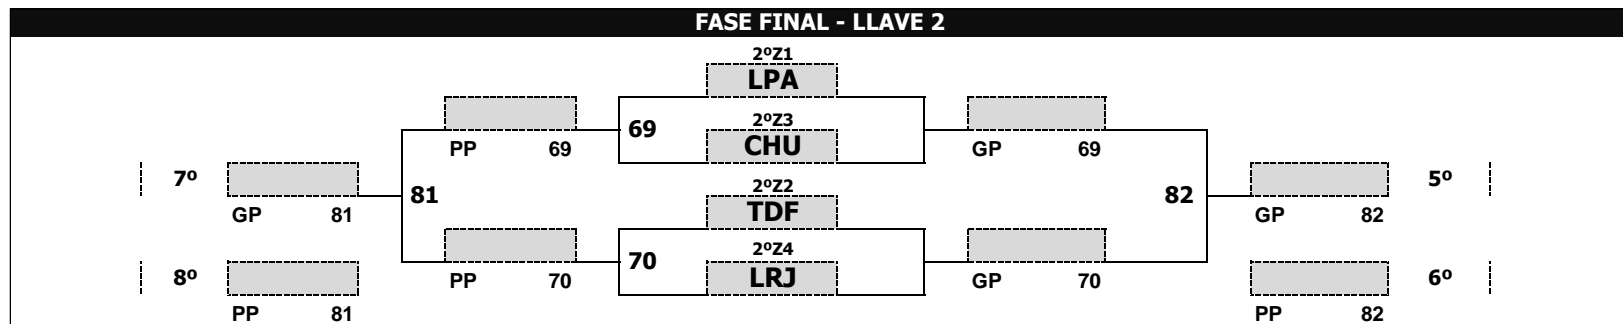 FASE FINAL - LLAVE 2
2ºZ1
LPA
69
2ºZ3
CHU
PP 69
GP 69
7º
5º
81
2ºZ2
82
TDF
GP 81
GP 82
2ºZ4
70
LRJ
8º
6º
PP 70
GP 70
PP 81
PP 82